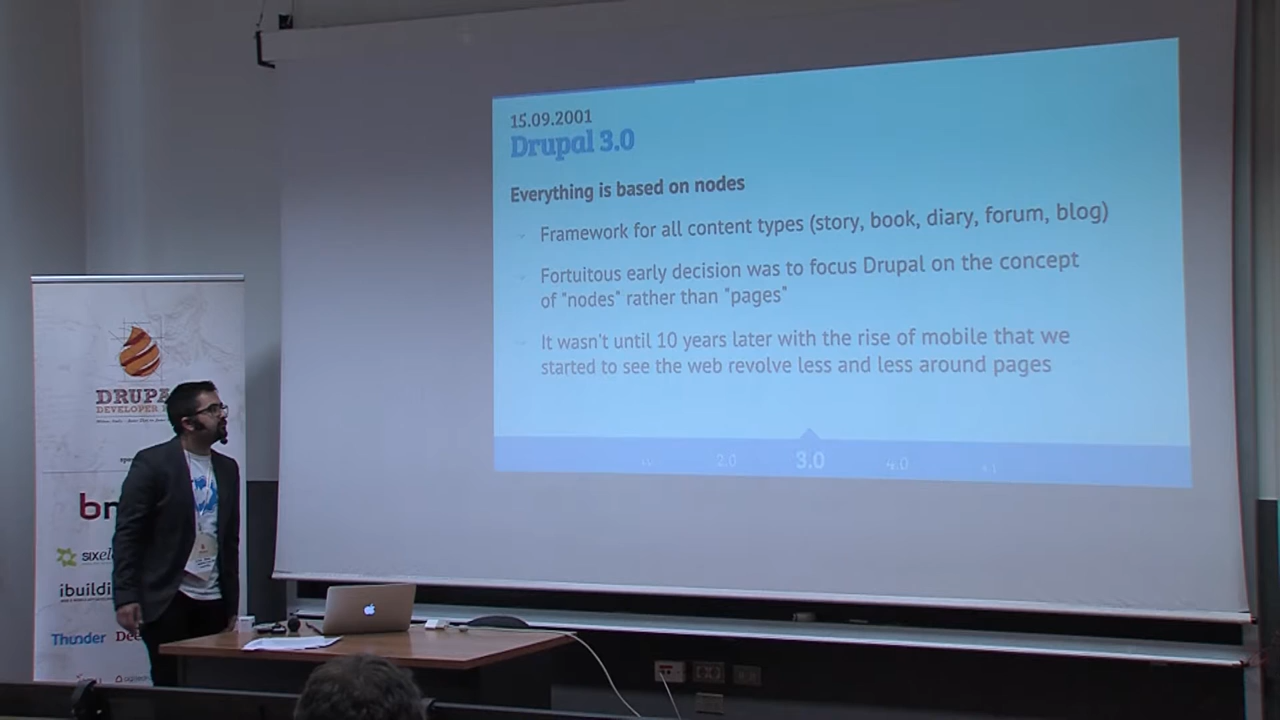 15.09.2001
Drupal 3.0
Everything is based on nodes
- Framework for all content types (story, book, diary, forum, blog)
- Fortuitous early decision was to focus Drupal on the concept
of "nodes" rather than "pages"
- It wasn't until 10 years later with the rise of mobile that we
started to see the web revolve less and less around pages
2.0 3.0 4.0
DRUPA
DEVELOPER
br
sixel
ibuildi
Thunder De